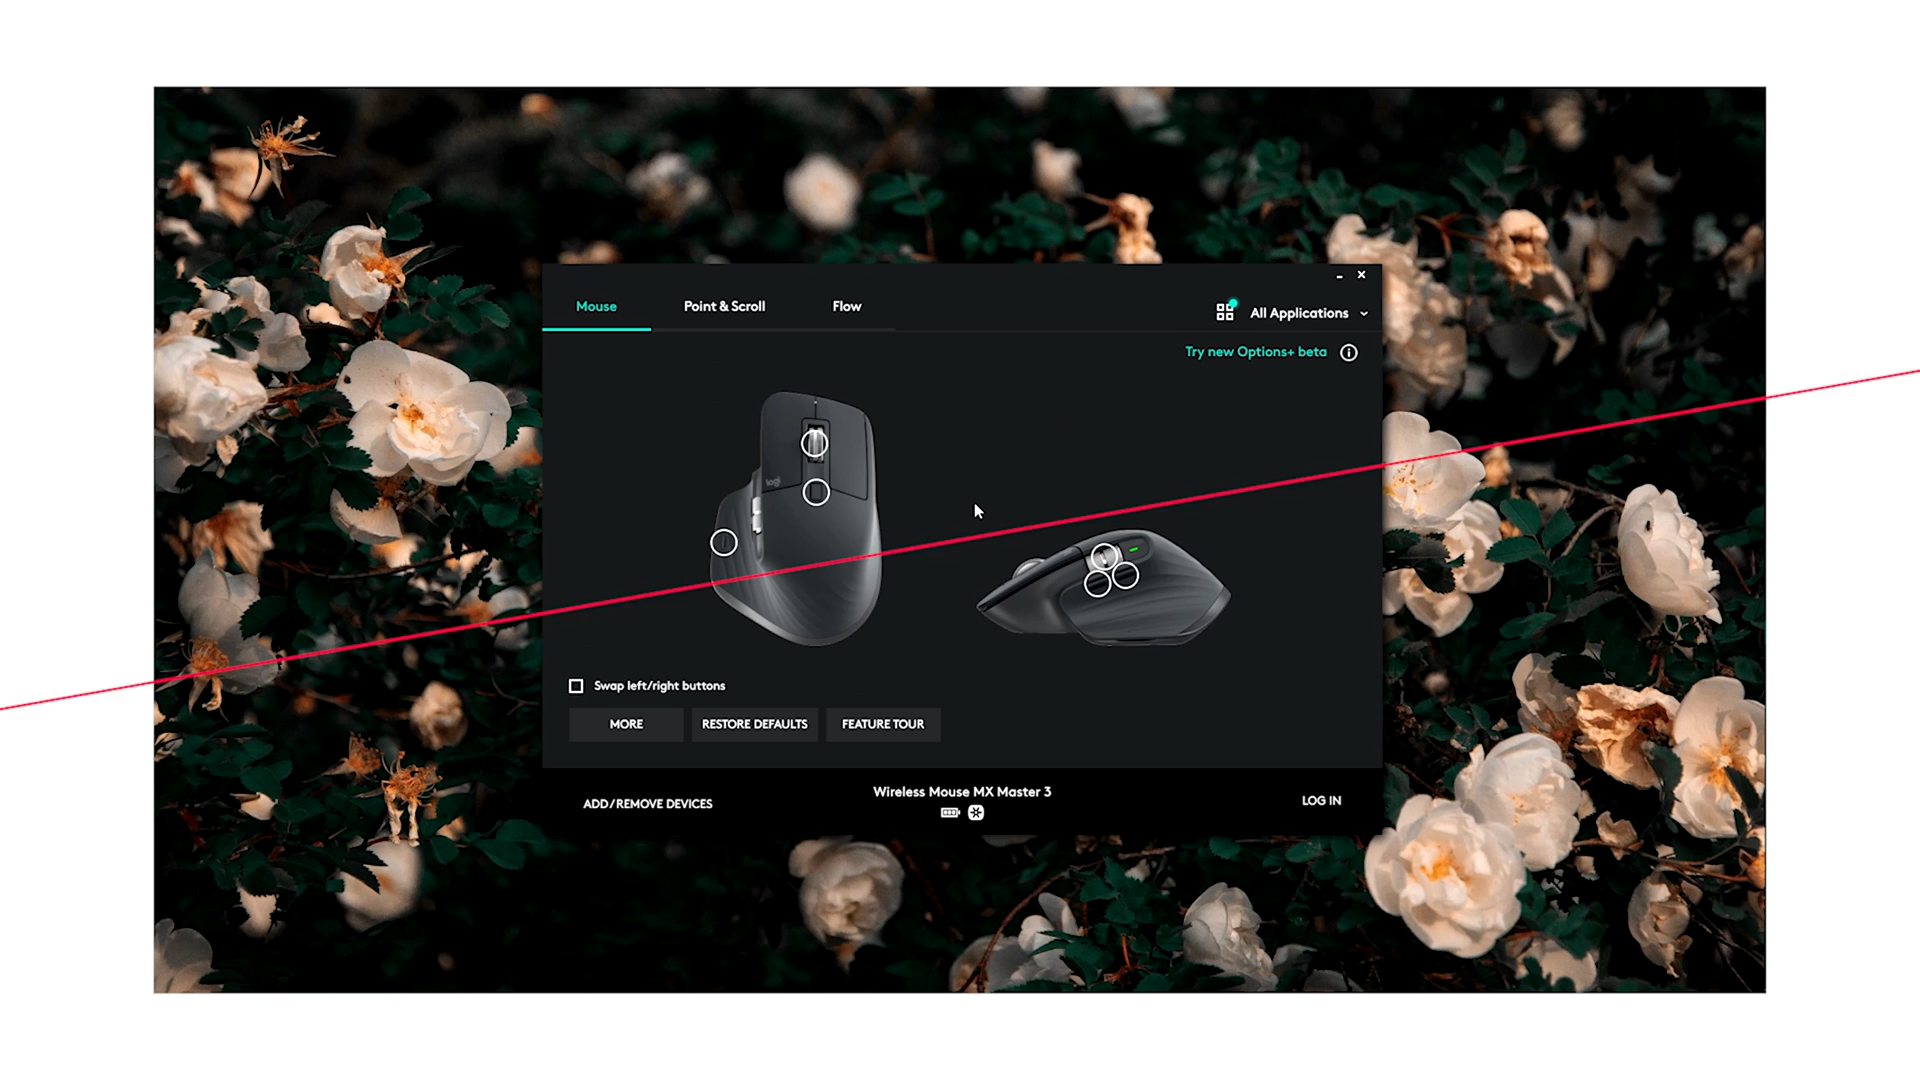 Mouse
Point & Scroll
Flow
All Applications
Try new Options+ beta
logi
Swap left/right buttons
MORE
RESTORE DEFAULTS
FEATURE TOUR
ADD/REMOVE DEVICES
Wireless Mouse MX Master 3
LOG IN